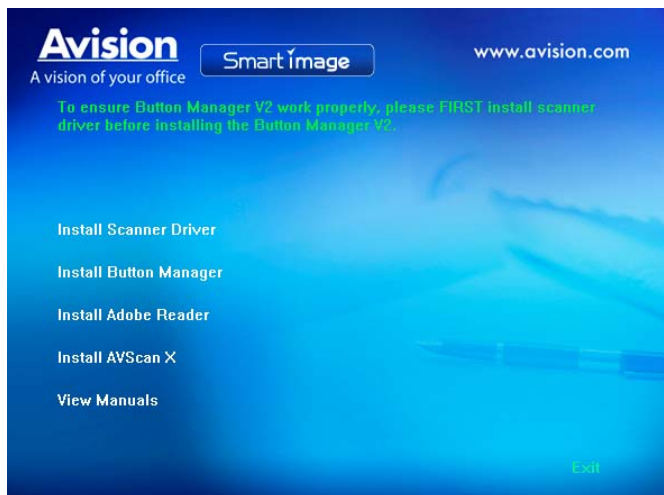 Avision
A vision of your office
Smart image
www.avision.com
To ensure Button Manager V2 work properly, please FIRST install scanner
driver before installing the Button Manager V2.
Install Scanner Driver
Install Button Manager
Install Adobe Reader
Install AVScan X
View Manuals
Exit